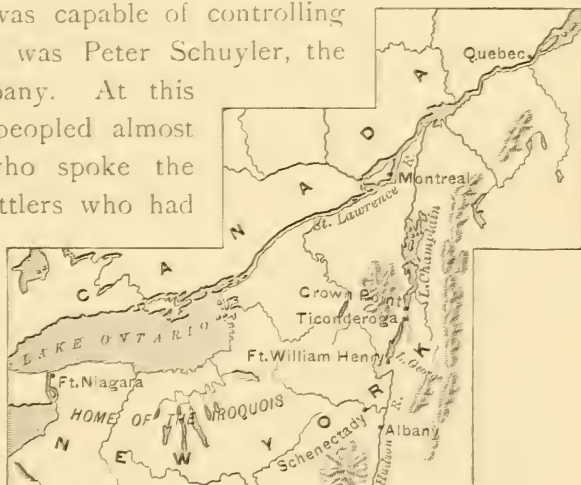 was capable of controlling
was Peter Schuyler, the
pany. At this
peopled almost
who spoke the
ttlers who had
Quebec
CANADA
R.
Montreal
St. Lawrence
L. Champlain
Crown Point
Ticonderoga
LAKE ONTARIO
Ft. William Henry
L. George
Ft. Niagara
HOME OF THE IROQUOIS
NEW YORK
Schenectady
Albany
Hudson R.